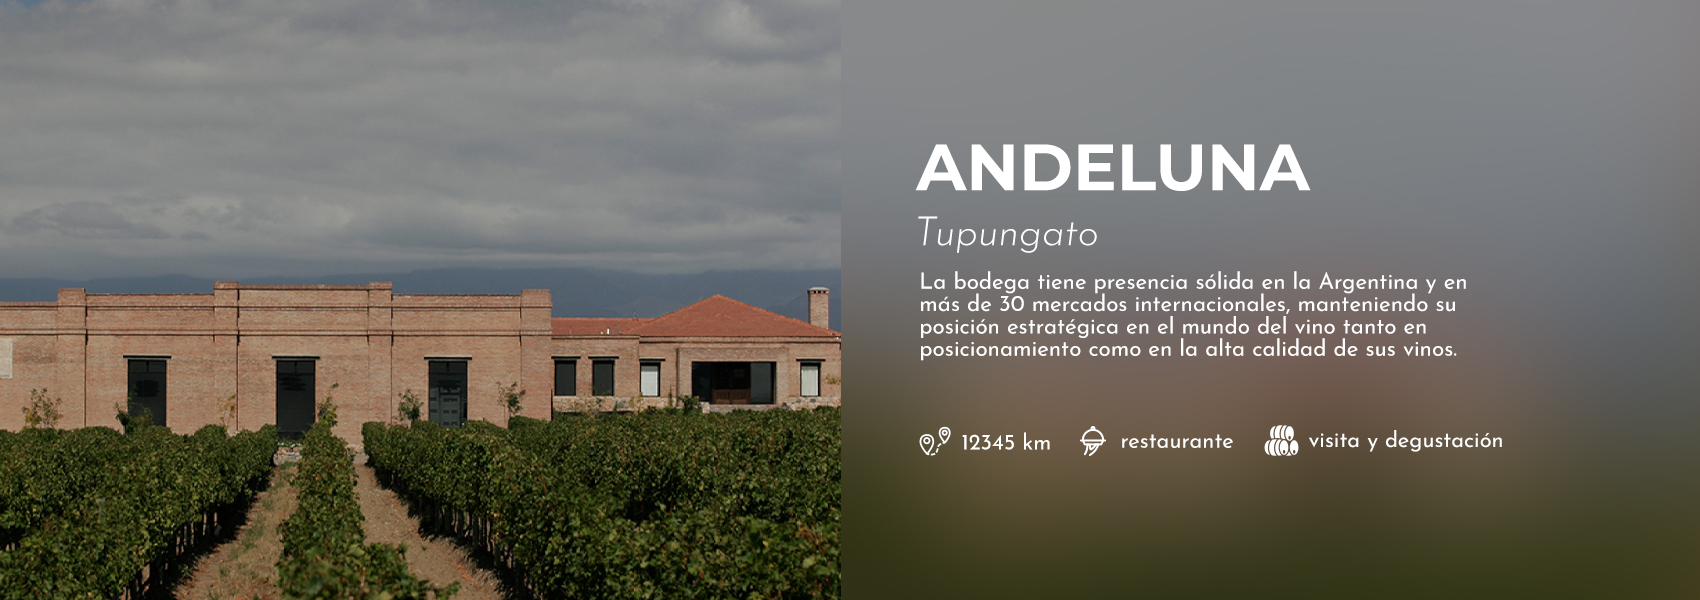 ANDELUNA
Tupungato
La bodega tiene presencia sólida en la Argentina y en
más de 30 mercados internacionales, manteniendo su
posición estratégica en el mundo del vino tanto en
posicionamiento como en la alta calidad de sus vinos.
12345 km restaurante visita y degustación